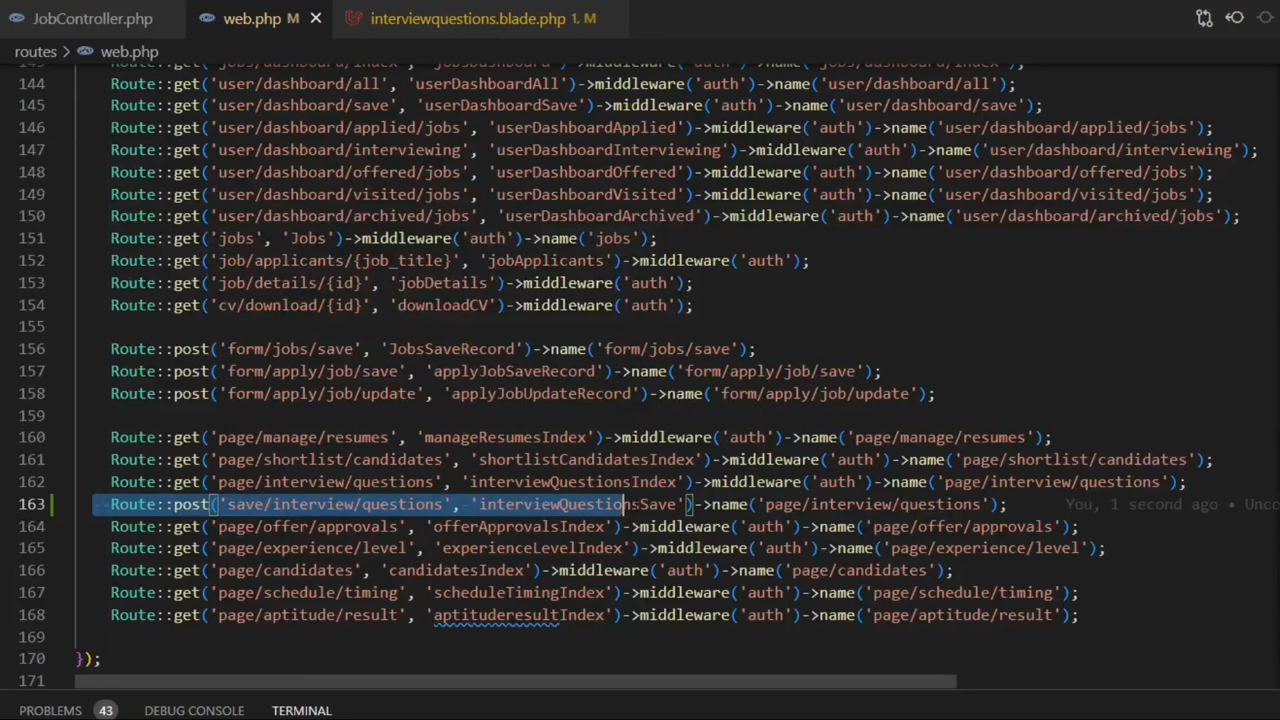 JobController.php web.php M × interviewquestions.blade.php 1, M
routes > web.php
144 Route::get('user/dashboard/all', 'userDashboardAll')->middleware('auth')->name('user/dashboard/all');
145 Route::get('user/dashboard/save', 'userDashboardSave')->middleware('auth')->name('user/dashboard/save');
146 Route::get('user/dashboard/applied/jobs', 'userDashboardApplied')->middleware('auth')->name('user/dashboard/applied/jobs');
147 Route::get('user/dashboard/interviewing', 'userDashboardInterviewing')->middleware('auth')->name('user/dashboard/interviewing');
148 Route::get('user/dashboard/offered/jobs', 'userDashboardOffered')->middleware('auth')->name('user/dashboard/offered/jobs');
149 Route::get('user/dashboard/visited/jobs', 'userDashboardVisited')->middleware('auth')->name('user/dashboard/visited/jobs');
150 Route::get('user/dashboard/archived/jobs', 'userDashboardArchived')->middleware('auth')->name('user/dashboard/archived/jobs');
151 Route::get('jobs', 'Jobs')->middleware('auth')->name('jobs');
152 Route::get('job/applicants/{job_title}', 'jobApplicants')->middleware('auth');
153 Route::get('job/details/{id}', 'jobDetails')->middleware('auth');
154 Route::get('cv/download/{id}', 'downloadCV')->middleware('auth');
155
156 Route::post('form/jobs/save', 'JobsSaveRecord')->name('form/jobs/save');
157 Route::post('form/apply/job/save', 'applyJobSaveRecord')->name('form/apply/job/save');
158 Route::post('form/apply/job/update', 'applyJobUpdateRecord')->name('form/apply/job/update');
159
160 Route::get('page/manage/resumes', 'manageResumesIndex')->middleware('auth')->name('page/manage/resumes');
161 Route::get('page/shortlist/candidates', 'shortlistCandidatesIndex')->middleware('auth')->name('page/shortlist/candidates');
162 Route::get('page/interview/questions', 'interviewQuestionsIndex')->middleware('auth')->name('page/interview/questions');
163 Route::post('save/interview/questions', 'interviewQuestionsSave')->name('page/interview/questions'); You, 1 second ago • Unco
164 Route::get('page/offer/approvals', 'offerApprovalsIndex')->middleware('auth')->name('page/offer/approvals');
165 Route::get('page/experience/level', 'experienceLevelIndex')->middleware('auth')->name('page/experience/level');
166 Route::get('page/candidates', 'candidatesIndex')->middleware('auth')->name('page/candidates');
167 Route::get('page/schedule/timing', 'scheduleTimingIndex')->middleware('auth')->name('page/schedule/timing');
168 Route::get('page/aptitude/result', 'aptituderesultIndex')->middleware('auth')->name('page/aptitude/result');
169
170 });
171
PROBLEMS 43 DEBUG CONSOLE TERMINAL